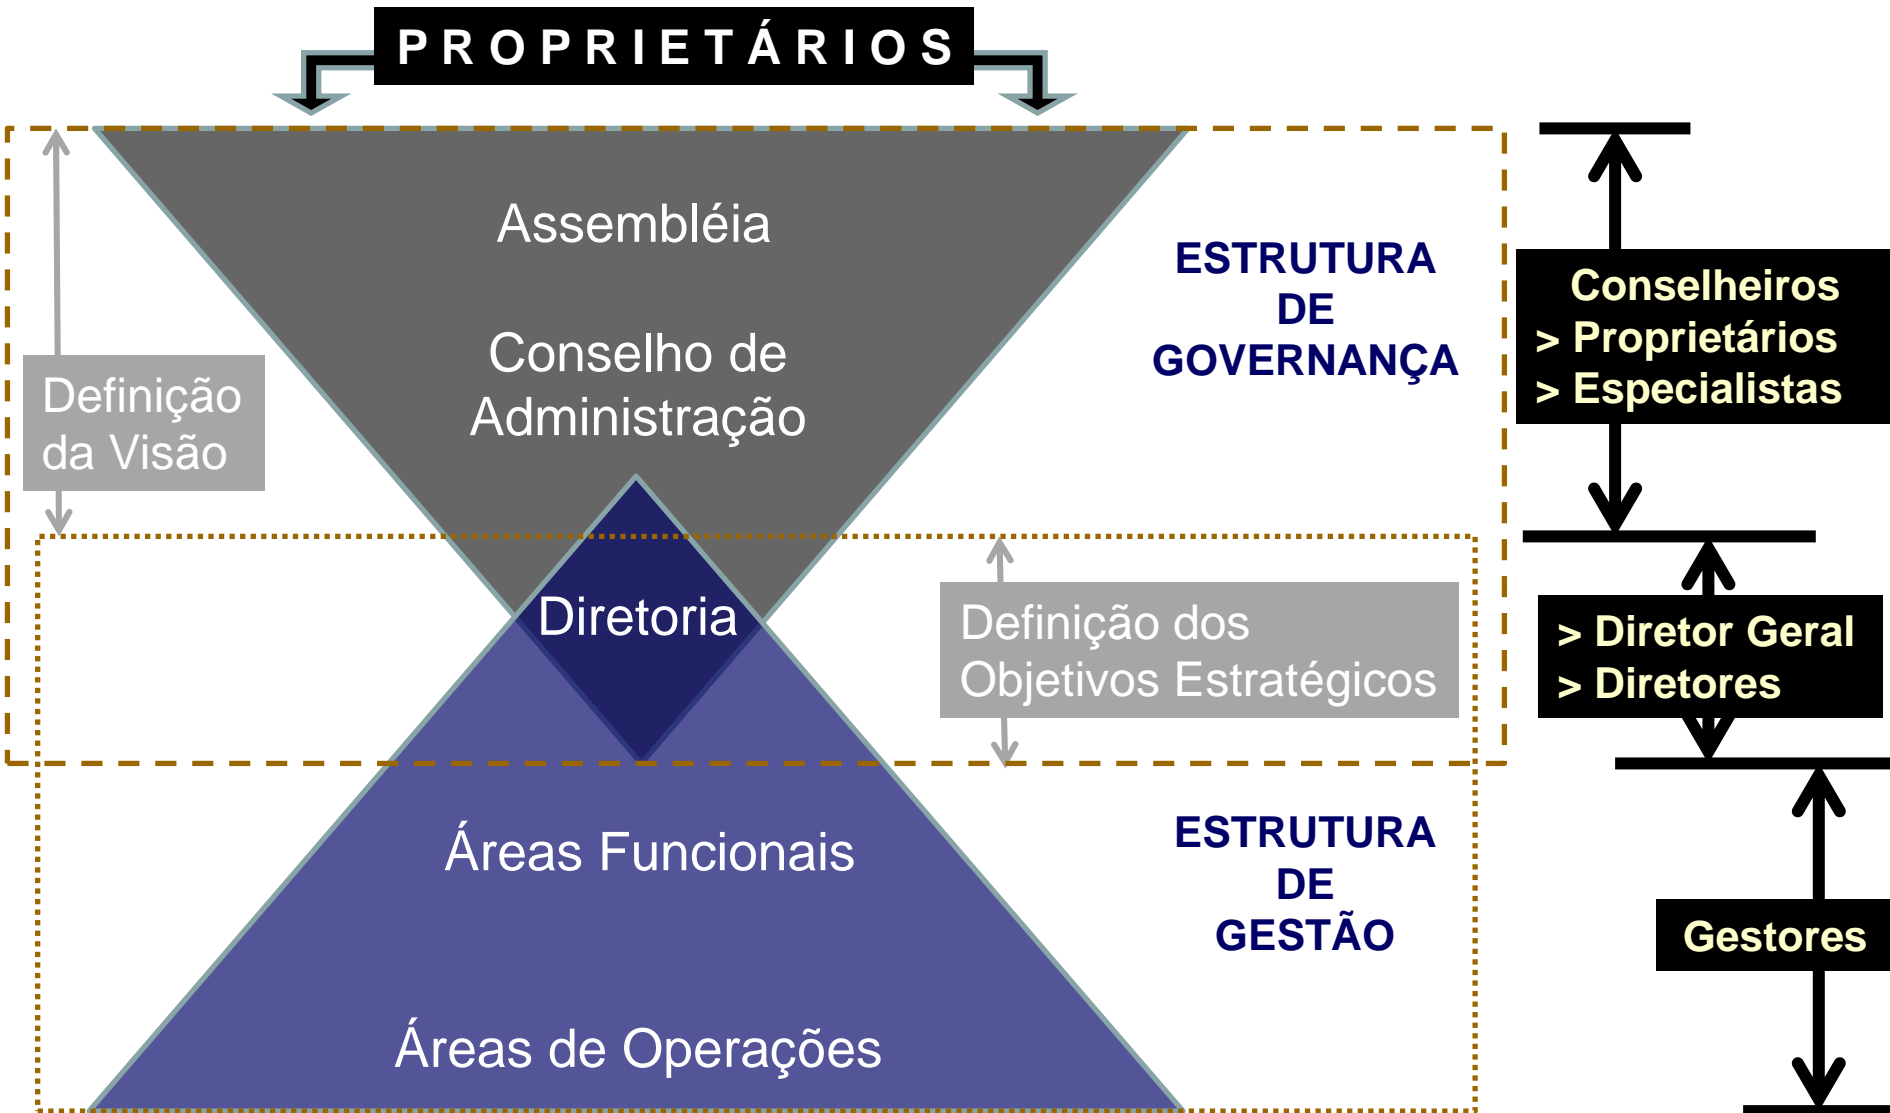 PROPRIETÁRIOS
Assembléia
Conselho de
Administração
ESTRUTURA
DE
GOVERNANÇA
Conselheiros
> Proprietários
> Especialistas
Definição
da Visão
Diretoria
Definição dos
Objetivos Estratégicos
> Diretor Geral
> Diretores
Áreas Funcionais
ESTRUTURA
DE
GESTÃO
Gestores
Áreas de Operações